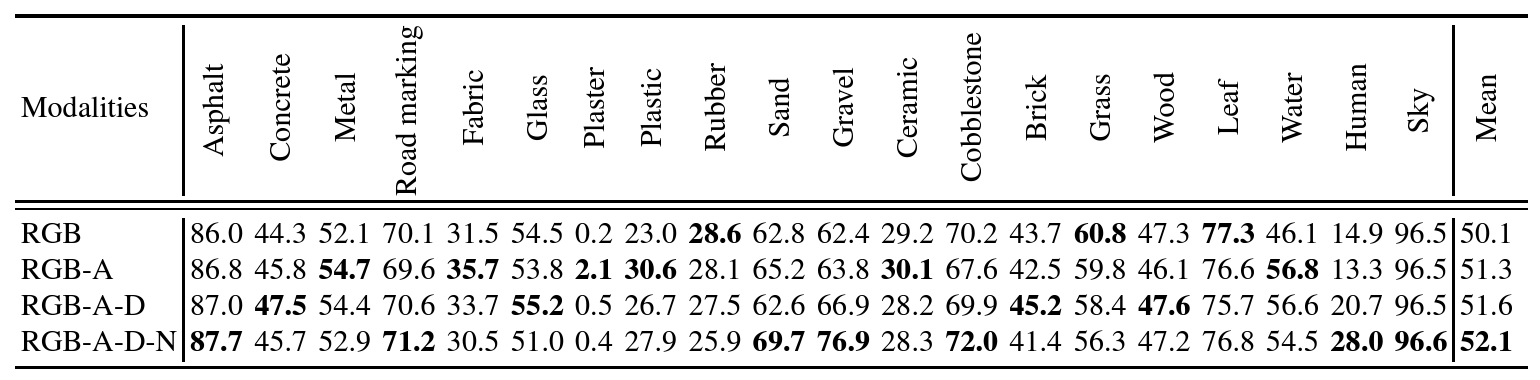 Modalities Asphalt Concrete Metal Road marking Fabric Glass Plaster Plastic Rubber Sand Gravel Ceramic Cobblestone Brick Grass Wood Leaf Water Human Sky Mean
RGB 86.0 44.3 52.1 70.1 31.5 54.5 0.2 23.0 28.6 62.8 62.4 29.2 70.2 43.7 60.8 47.3 77.3 46.1 14.9 96.5 50.1
RGB-A 86.8 45.8 54.7 69.6 35.7 53.8 2.1 30.6 28.1 65.2 63.8 30.1 67.6 42.5 59.8 46.1 76.6 56.8 13.3 96.5 51.3
RGB-A-D 87.0 47.5 54.4 70.6 33.7 55.2 0.5 26.7 27.5 62.6 66.9 28.2 69.9 45.2 58.4 47.6 75.7 56.6 20.7 96.5 51.6
RGB-A-D-N 87.7 45.7 52.9 71.2 30.5 51.0 0.4 27.9 25.9 69.7 76.9 28.3 72.0 41.4 56.3 47.2 76.8 54.5 28.0 96.6 52.1